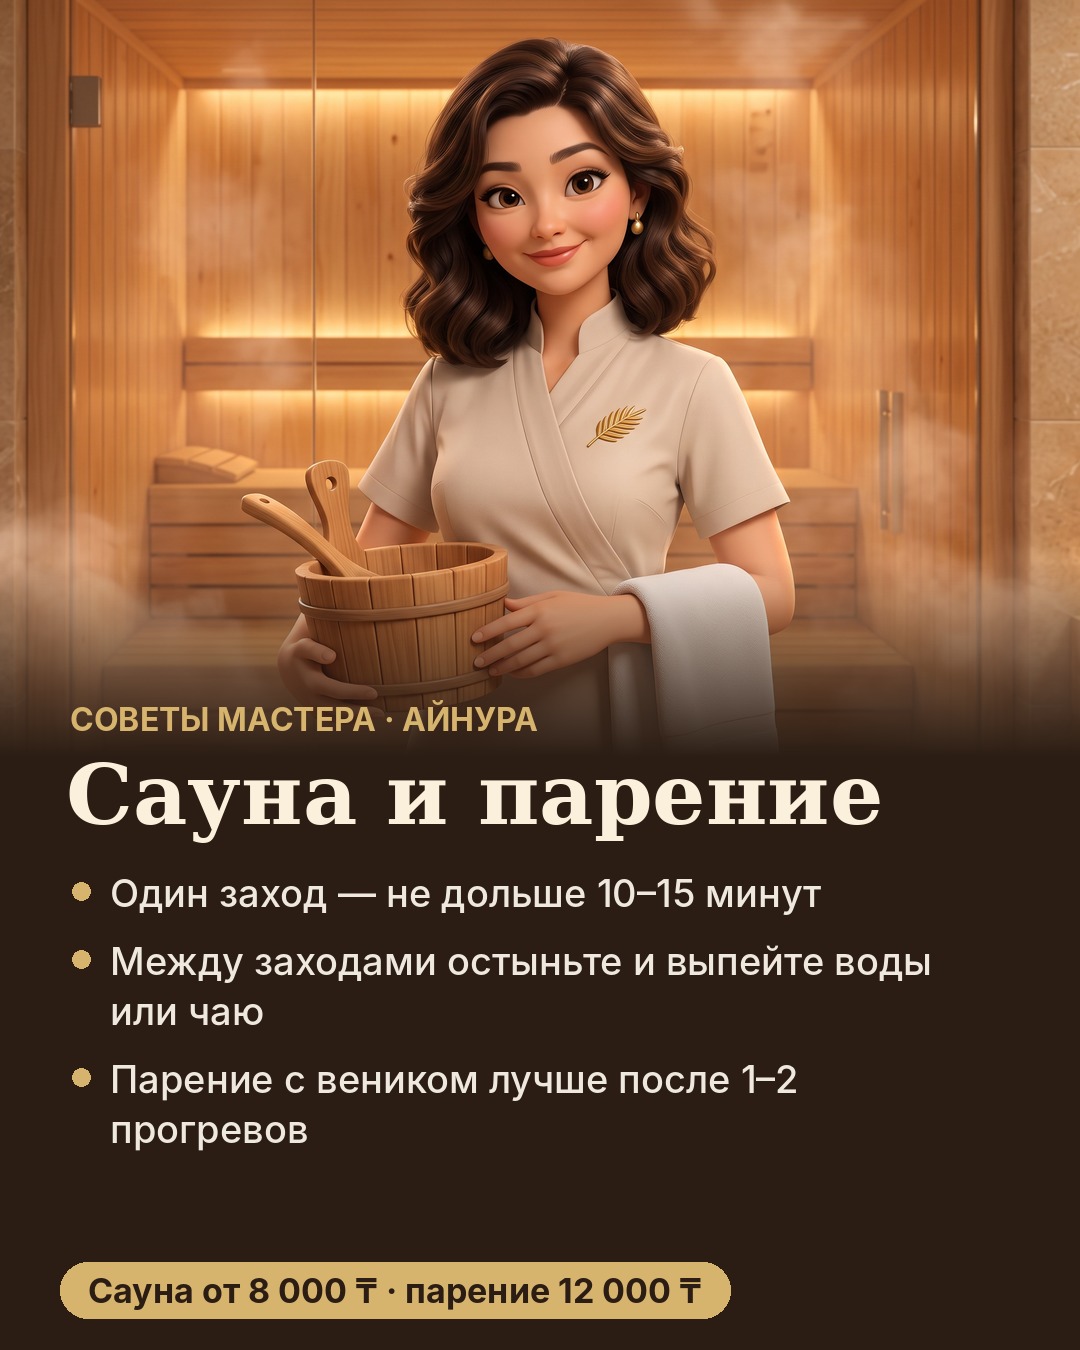 СОВЕТЫ МАСТЕРА · АЙНУРА
Сауна и парение
Один заход — не дольше 10–15 минут
Между заходами остыньте и выпейте воды
или чаю
Парение с веником лучше после 1–2
прогревов
Сауна от 8 000 ₸ · парение 12 000 ₸